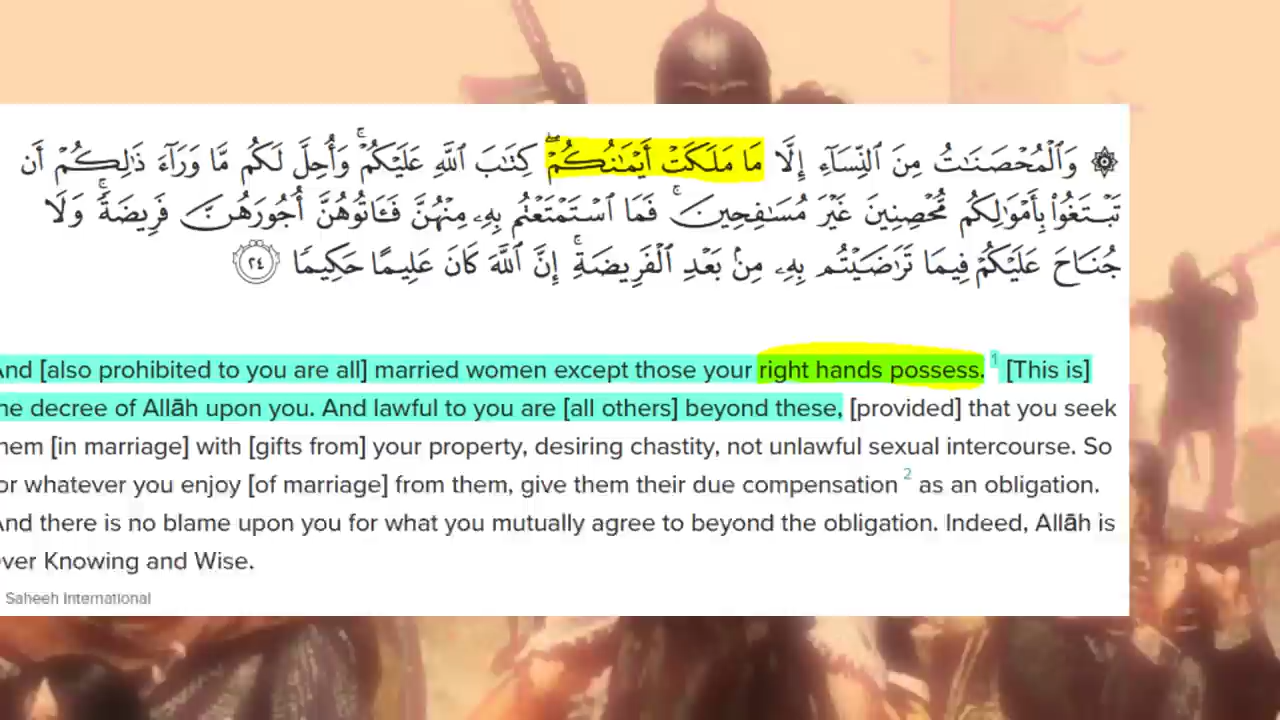 ۞ وَٱلْمُحْصَنَـٰتُ مِنَ ٱلنِّسَآءِ إِلَّا مَا مَلَكَتْ أَيْمَـٰنُكُمْ ۖ كِتَـٰبَ ٱللَّهِ عَلَيْكُمْ ۚ وَأُحِلَّ لَكُم مَّا وَرَآءَ ذَٰلِكُمْ أَن
تَبْتَغُوا۟ بِأَمْوَٰلِكُم مُّحْصِنِينَ غَيْرَ مُسَـٰفِحِينَ ۚ فَمَا ٱسْتَمْتَعْتُم بِهِۦ مِنْهُنَّ فَـَٔاتُوهُنَّ أُجُورَهُنَّ فَرِيضَةً ۚ وَلَا
جُنَاحَ عَلَيْكُمْ فِيمَا تَرَٰضَيْتُم بِهِۦ مِنۢ بَعْدِ ٱلْفَرِيضَةِ ۚ إِنَّ ٱللَّهَ كَانَ عَلِيمًا حَكِيمًا ٢٤
And [also prohibited to you are all] married women except those your right hands possess. 1 [This is]
he decree of Allāh upon you. And lawful to you are [all others] beyond these, [provided] that you seek
hem [in marriage] with [gifts from] your property, desiring chastity, not unlawful sexual intercourse. So
or whatever you enjoy [of marriage] from them, give them their due compensation 2 as an obligation.
And there is no blame upon you for what you mutually agree to beyond the obligation. Indeed, Allāh is
ver Knowing and Wise.
Saheeh International